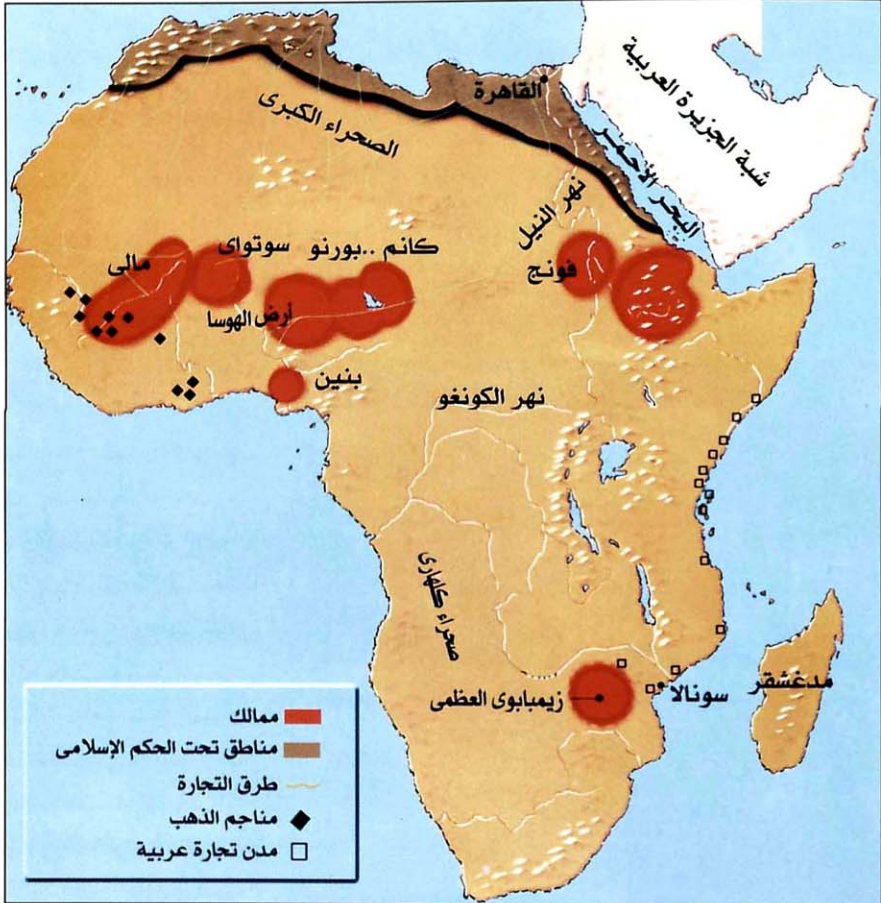 القاهرة
شبة الجزيرة العربية
الصحراء الكبرى
البحر الأحمر
نهر النيل
مالى
سوتواى
كانم ..بورنو
فونج
أرض الهوسا
بنين
نهر الكونغو
صحراء كلهارى
مدغشقر
سونالا
زيمبابوى العظمى
ممالك
مناطق تحت الحكم الإسلامى
طرق التجارة
مناجم الذهب
مدن تجارة عربية